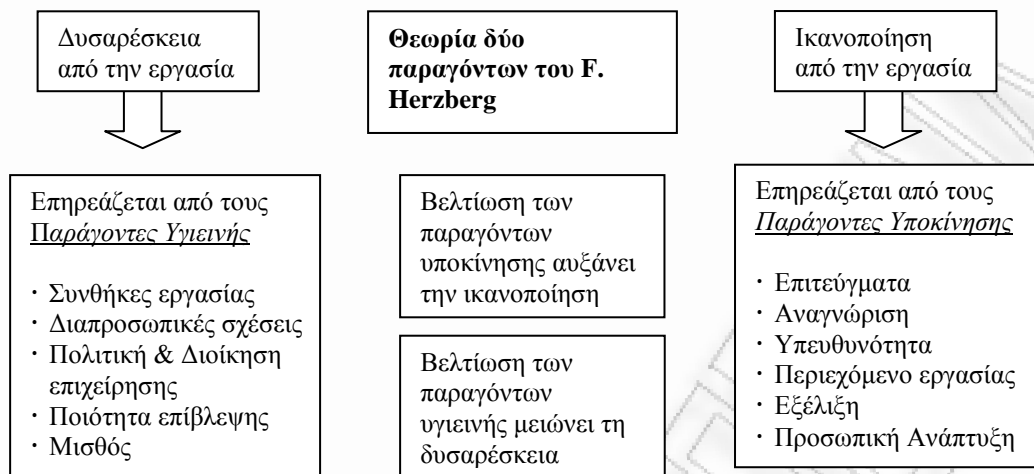 Δυσαρέσκεια
από την εργασία
Θεωρία δύο
παραγόντων του F.
Herzberg
Ικανοποίηση
από την εργασία
Επηρεάζεται από τους
Παράγοντες Υγιεινής
· Συνθήκες εργασίας
· Διαπροσωπικές σχέσεις
· Πολιτική & Διοίκηση
επιχείρησης
· Ποιότητα επίβλεψης
· Μισθός
Βελτίωση των
παραγόντων
υποκίνησης αυξάνει
την ικανοποίηση
Βελτίωση των
παραγόντων
υγιεινής μειώνει τη
δυσαρέσκεια
Επηρεάζεται από τους
Παράγοντες Υποκίνησης
· Επιτεύγματα
· Αναγνώριση
· Υπευθυνότητα
· Περιεχόμενο εργασίας
· Εξέλιξη
· Προσωπική Ανάπτυξη